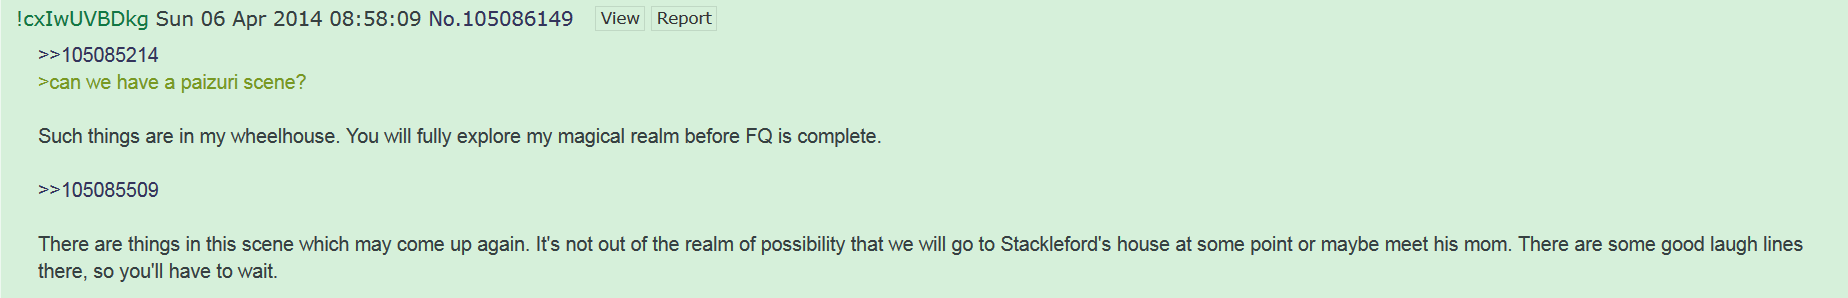 !cxIwUVBDkg Sun 06 Apr 2014 08:58:09 No.105086149 View Report
>>105085214
>can we have a paizuri scene?
Such things are in my wheelhouse. You will fully explore my magical realm before FQ is complete.
>>105085509
There are things in this scene which may come up again. It's not out of the realm of possibility that we will go to Stackleford's house at some point or maybe meet his mom. There are some good laugh lines
there, so you'll have to wait.